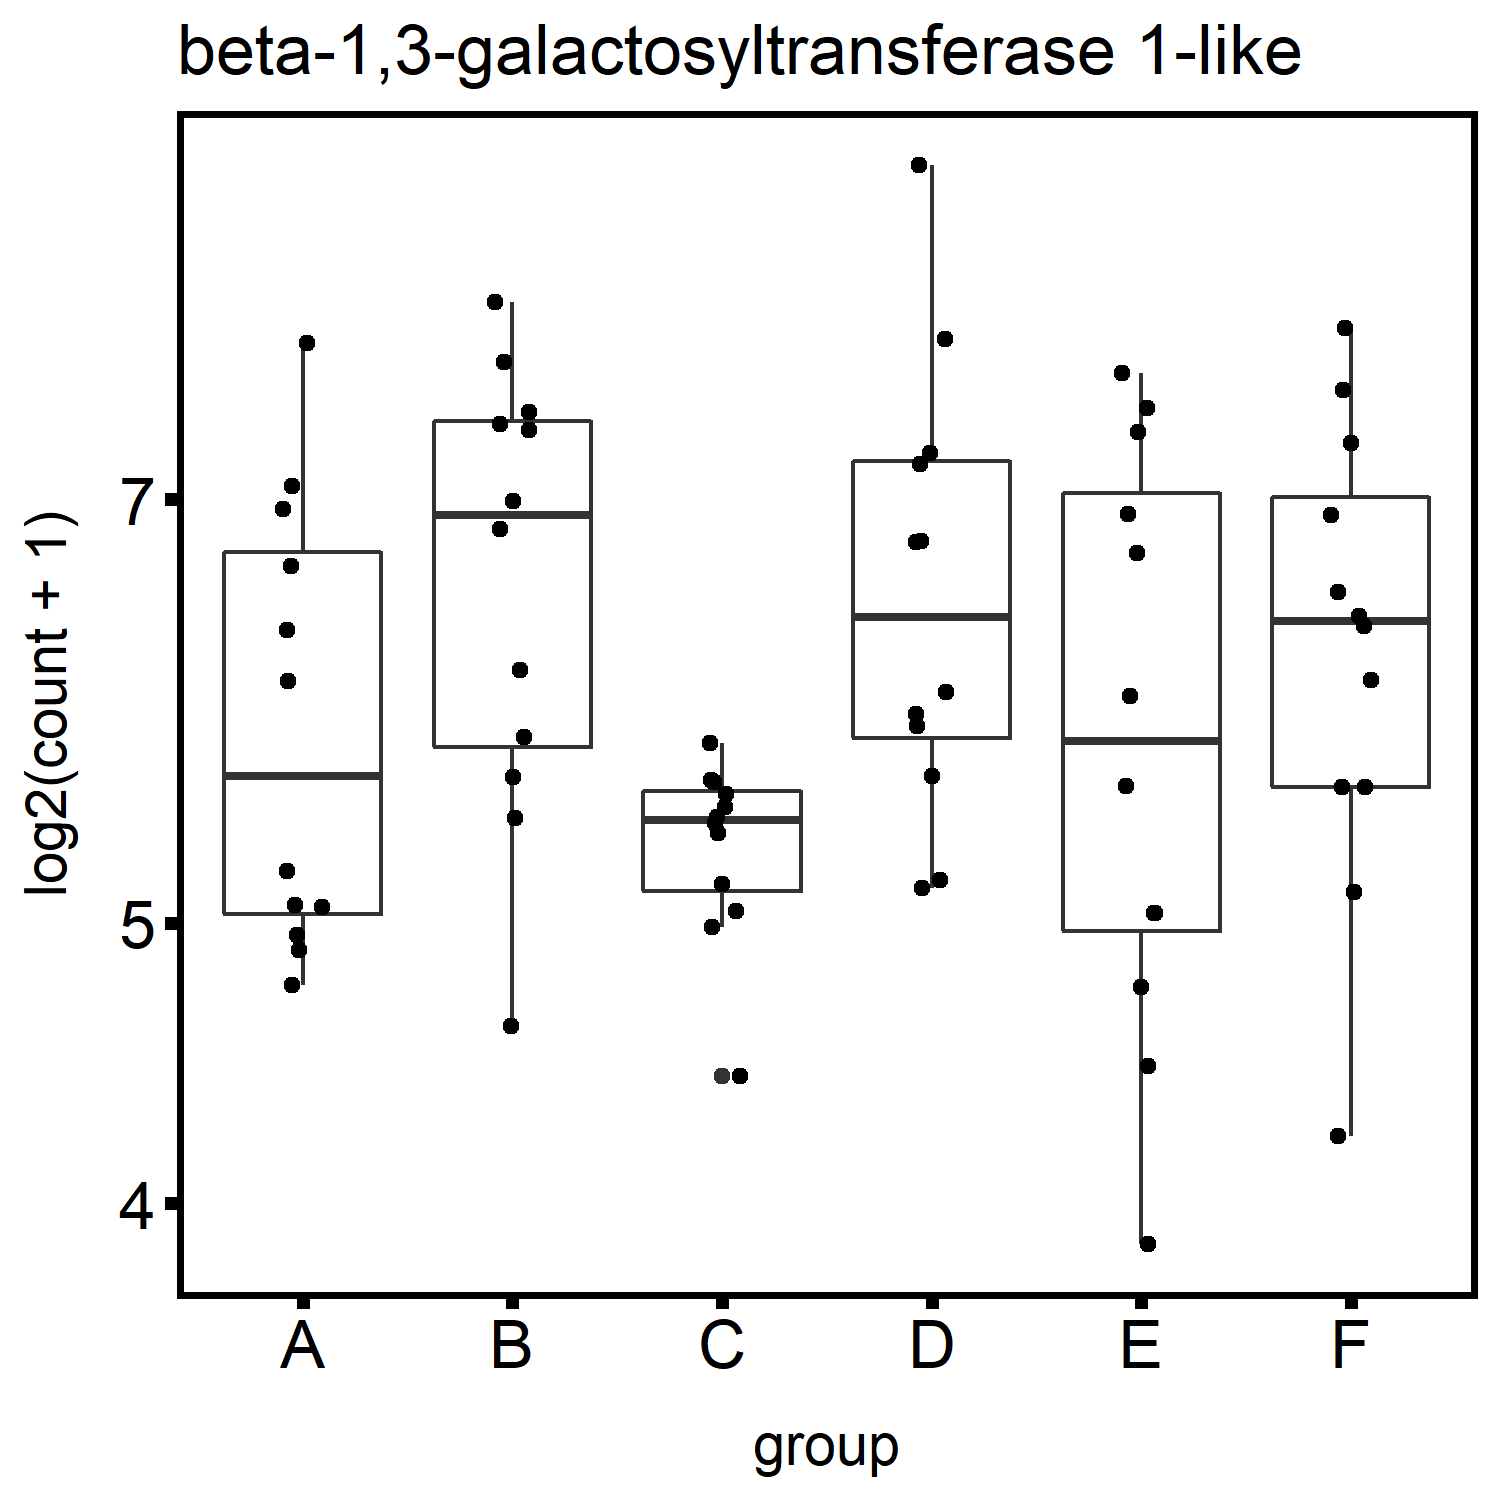 beta-1,3-galactosyltransferase 1-like
log2(count + 1)
7
5
4
A B C D E F
group